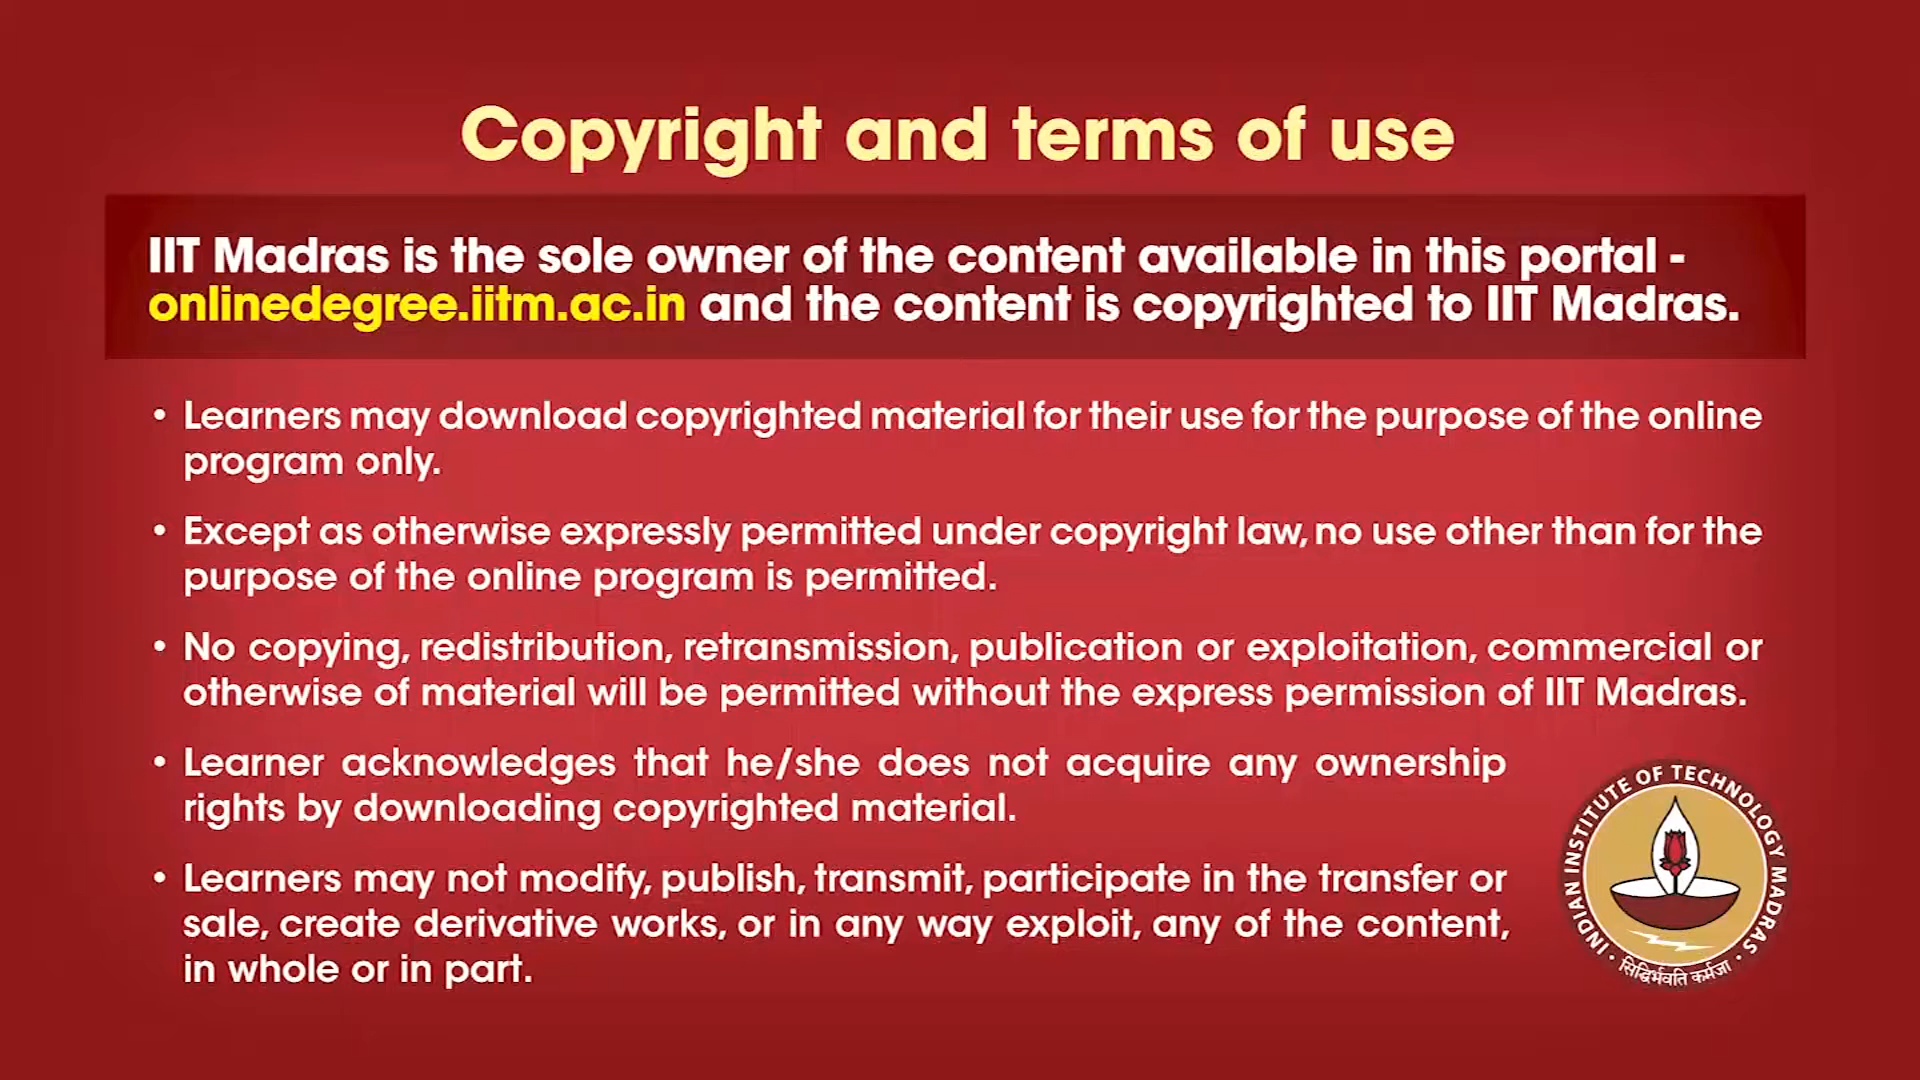 Copyright and terms of use
IIT Madras is the sole owner of the content available in this portal -
onlinedegree.iitm.ac.in and the content is copyrighted to IIT Madras.
• Learners may download copyrighted material for their use for the purpose of the online
program only.
• Except as otherwise expressly permitted under copyright law, no use other than for the
purpose of the online program is permitted.
• No copying, redistribution, retransmission, publication or exploitation, commercial or
otherwise of material will be permitted without the express permission of IIT Madras.
• Learner acknowledges that he/she does not acquire any ownership
rights by downloading copyrighted material.
• Learners may not modify, publish, transmit, participate in the transfer or
sale, create derivative works, or in any way exploit, any of the content,
in whole or in part.
INDIAN INSTITUTE OF TECHNOLOGY MADRAS
सिद्धिर्भवति कर्मजा